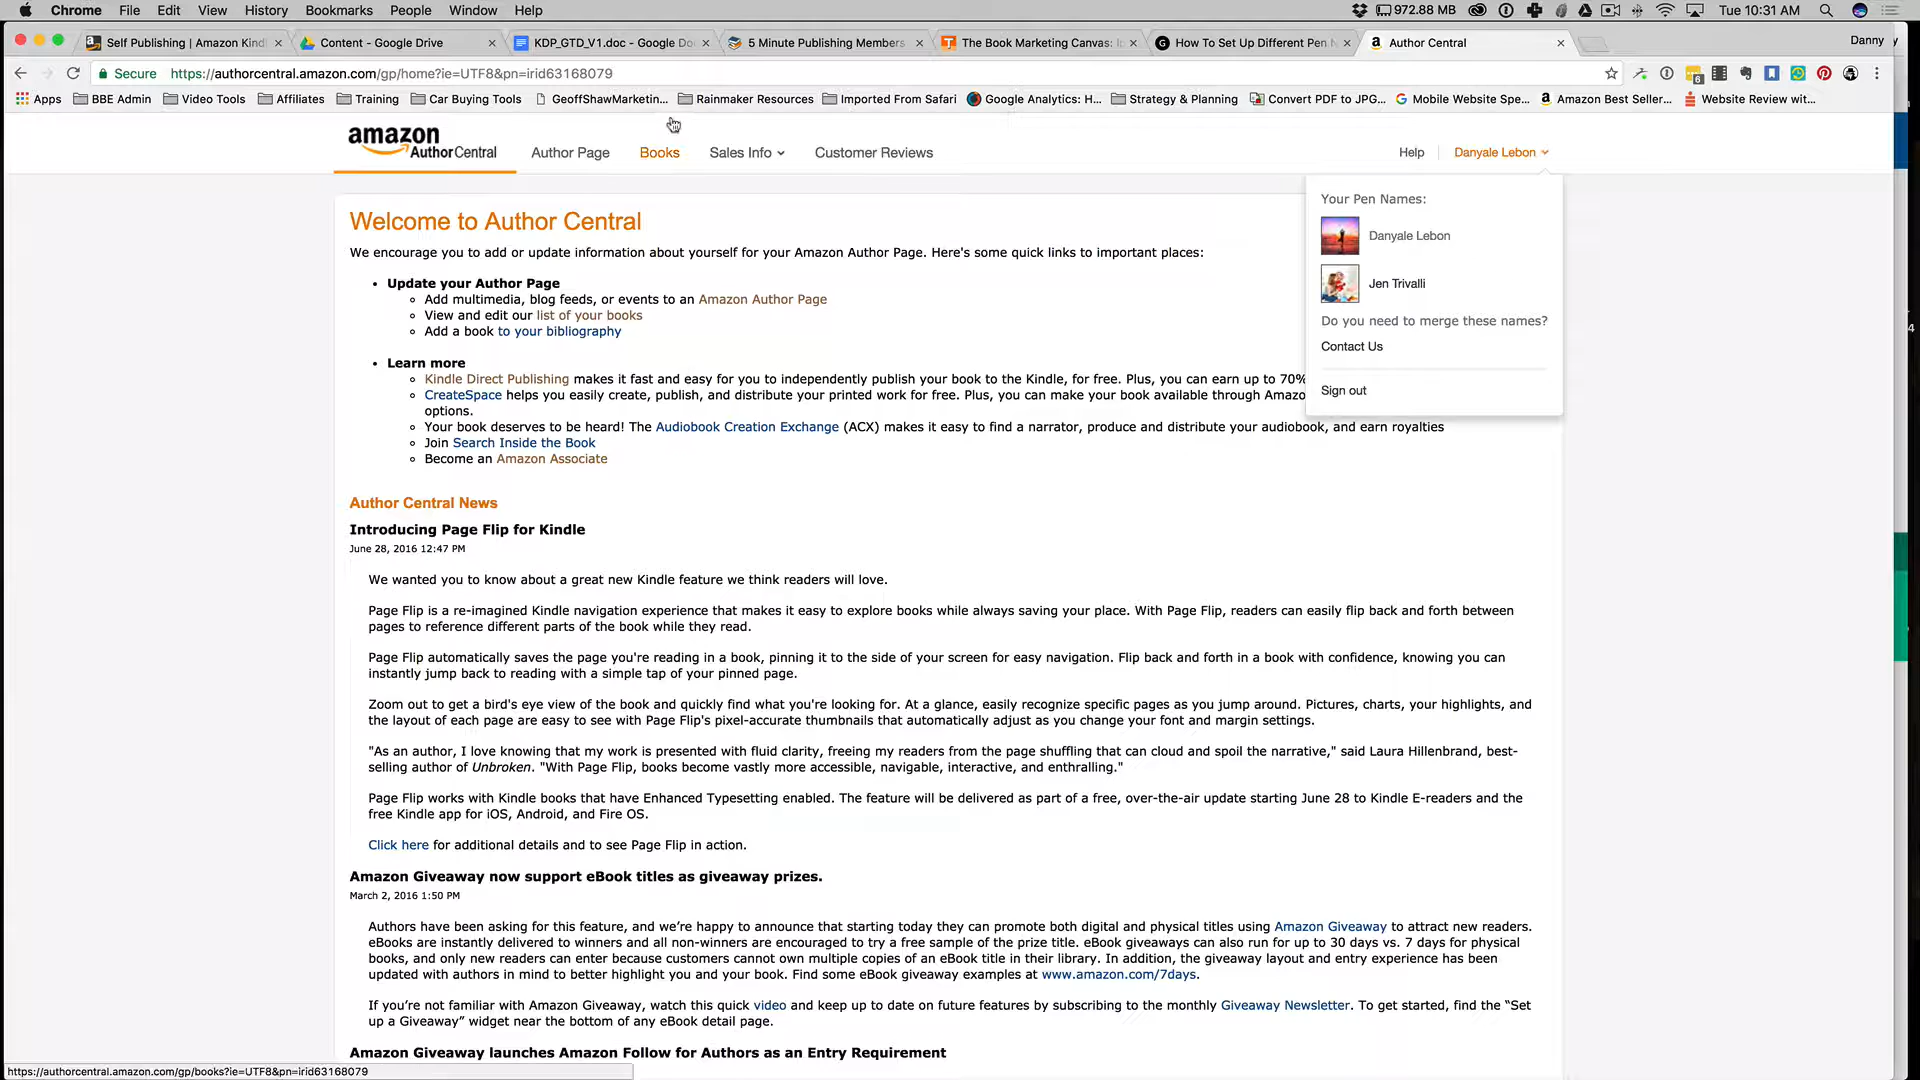 Chrome File Edit View History Bookmarks People Window Help 972.88 MB Tue 10:31 AM
Self Publishing | Amazon Kindl Content - Google Drive KDP_GTD_V1.doc - Google Do 5 Minute Publishing Members The Book Marketing Canvas: How To Set Up Different Pen N Author Central Danny
Secure https://authorcentral.amazon.com/gp/home?ie=UTF8&pn=irid63168079
Apps BBE Admin Video Tools Affiliates Training Car Buying Tools GeoffShawMarketin... Rainmaker Resources Imported From Safari Google Analytics: H... Strategy & Planning Convert PDF to JPG... Mobile Website Spe... Amazon Best Seller... Website Review wit...
amazon
AuthorCentral Author Page Books Sales Info Customer Reviews Help Danyale Lebon
Your Pen Names:
Danyale Lebon
Jen Trivalli
Do you need to merge these names?
Contact Us
Sign out
Welcome to Author Central
We encourage you to add or update information about yourself for your Amazon Author Page. Here's some quick links to important places:
• Update your Author Page
Add multimedia, blog feeds, or events to an Amazon Author Page
View and edit our list of your books
Add a book to your bibliography
• Learn more
Kindle Direct Publishing makes it fast and easy for you to independently publish your book to the Kindle, for free. Plus, you can earn up to 70%
CreateSpace helps you easily create, publish, and distribute your printed work for free. Plus, you can make your book available through Amazo
options.
Your book deserves to be heard! The Audiobook Creation Exchange (ACX) makes it easy to find a narrator, produce and distribute your audiobook, and earn royalties
Join Search Inside the Book
Become an Amazon Associate
Author Central News
Introducing Page Flip for Kindle
June 28, 2016 12:47 PM
We wanted you to know about a great new Kindle feature we think readers will love.
Page Flip is a re-imagined Kindle navigation experience that makes it easy to explore books while always saving your place. With Page Flip, readers can easily flip back and forth between
pages to reference different parts of the book while they read.
Page Flip automatically saves the page you're reading in a book, pinning it to the side of your screen for easy navigation. Flip back and forth in a book with confidence, knowing you can
instantly jump back to reading with a simple tap of your pinned page.
Zoom out to get a bird's eye view of the book and quickly find what you're looking for. At a glance, easily recognize specific pages as you jump around. Pictures, charts, your highlights, and
the layout of each page are easy to see with Page Flip's pixel-accurate thumbnails that automatically adjust as you change your font and margin settings.
"As an author, I love knowing that my work is presented with fluid clarity, freeing my readers from the page shuffling that can cloud and spoil the narrative," said Laura Hillenbrand, best-
selling author of Unbroken. "With Page Flip, books become vastly more accessible, navigable, interactive, and enthralling."
Page Flip works with Kindle books that have Enhanced Typesetting enabled. The feature will be delivered as part of a free, over-the-air update starting June 28 to Kindle E-readers and the
free Kindle app for iOS, Android, and Fire OS.
Click here for additional details and to see Page Flip in action.
Amazon Giveaway now support eBook titles as giveaway prizes.
March 2, 2016 1:50 PM
Authors have been asking for this feature, and we’re happy to announce that starting today they can promote both digital and physical titles using Amazon Giveaway to attract new readers.
eBooks are instantly delivered to winners and all non-winners are encouraged to try a free sample of the prize title. eBook giveaways can also run for up to 30 days vs. 7 days for physical
books, and only new readers can enter because customers cannot own multiple copies of an eBook title in their library. In addition, the giveaway layout and entry experience has been
updated with authors in mind to better highlight you and your book. Find some eBook giveaway examples at www.amazon.com/7days.
If you’re not familiar with Amazon Giveaway, watch this quick video and keep up to date on future features by subscribing to the monthly Giveaway Newsletter. To get started, find the “Set
up a Giveaway” widget near the bottom of any eBook detail page.
Amazon Giveaway launches Amazon Follow for Authors as an Entry Requirement
https://authorcentral.amazon.com/gp/books?ie=UTF8&pn=irid63168079